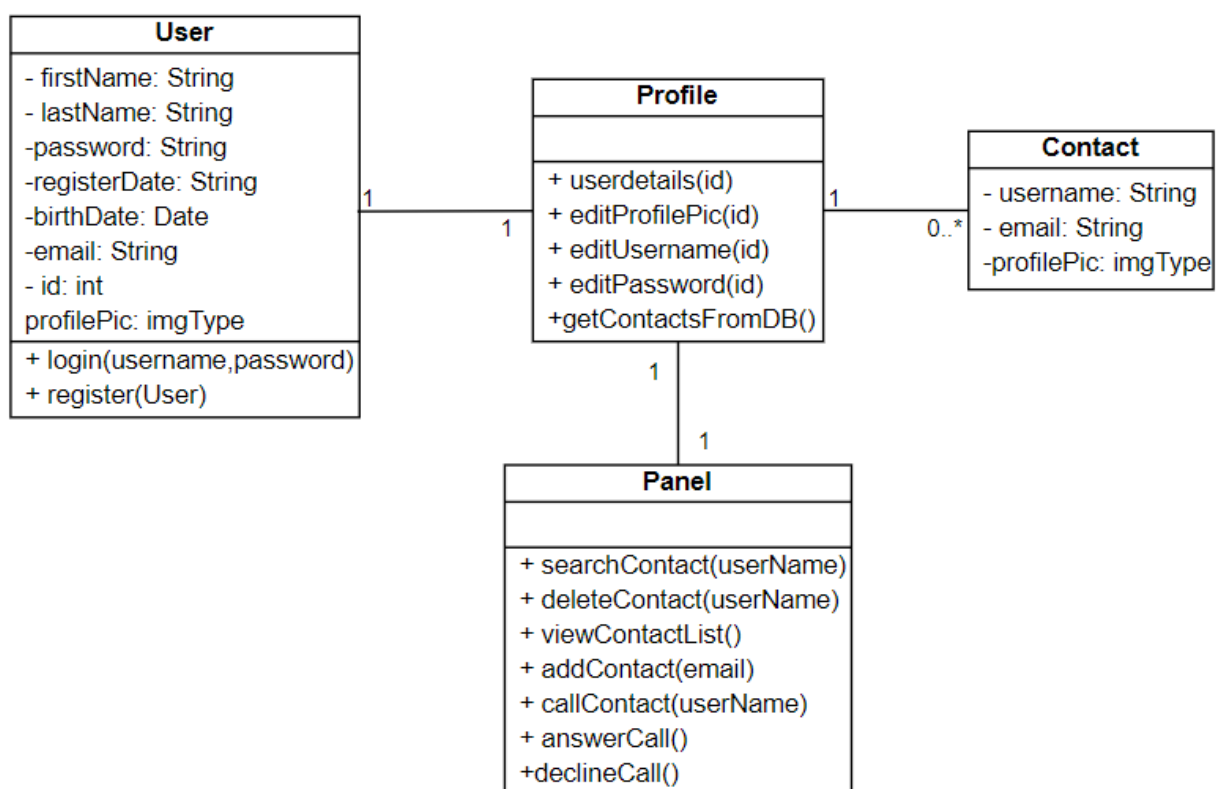 User
- firstName: String
- lastName: String
-password: String
-registerDate: String
-birthDate: Date
-email: String
- id: int
profilePic: imgType
+ login(username,password)
+ register(User)
1
1
Profile
+ userdetails(id)
+ editProfilePic(id)
+ editUsername(id)
+ editPassword(id)
+getContactsFromDB()
1
0..*
Contact
- username: String
- email: String
-profilePic: imgType
1
1
Panel
+ searchContact(userName)
+ deleteContact(userName)
+ viewContactList()
+ addContact(email)
+ callContact(userName)
+ answerCall()
+declineCall()